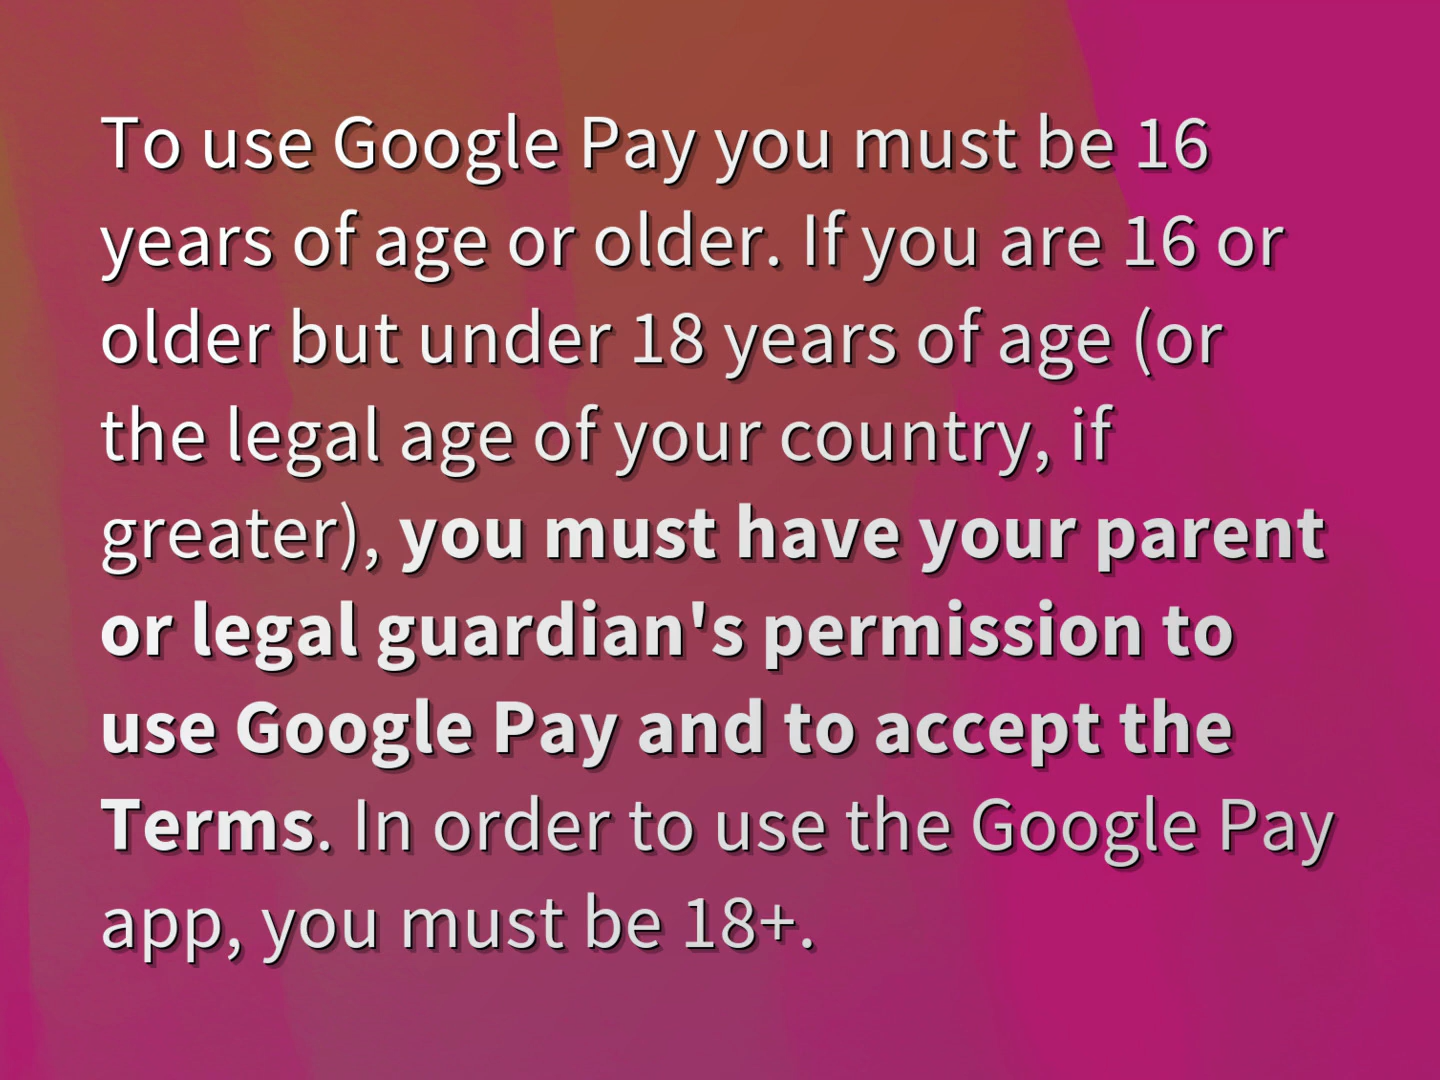 To use Google Pay you must be 16
years of age or older. If you are 16 or
older but under 18 years of age (or
the legal age of your country, if
greater), you must have your parent
or legal guardian's permission to
use Google Pay and to accept the
Terms. In order to use the Google Pay
app, you must be 18+.